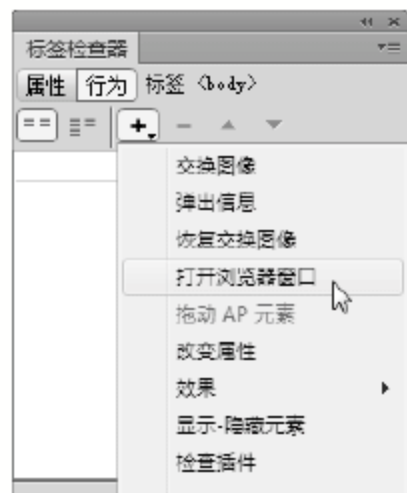 标签检查器
属性 行为 标签 <body>
交换图像
弹出信息
恢复交换图像
打开浏览器窗口
拖动 AP 元素
改变属性
效果
显示-隐藏元素
检查插件